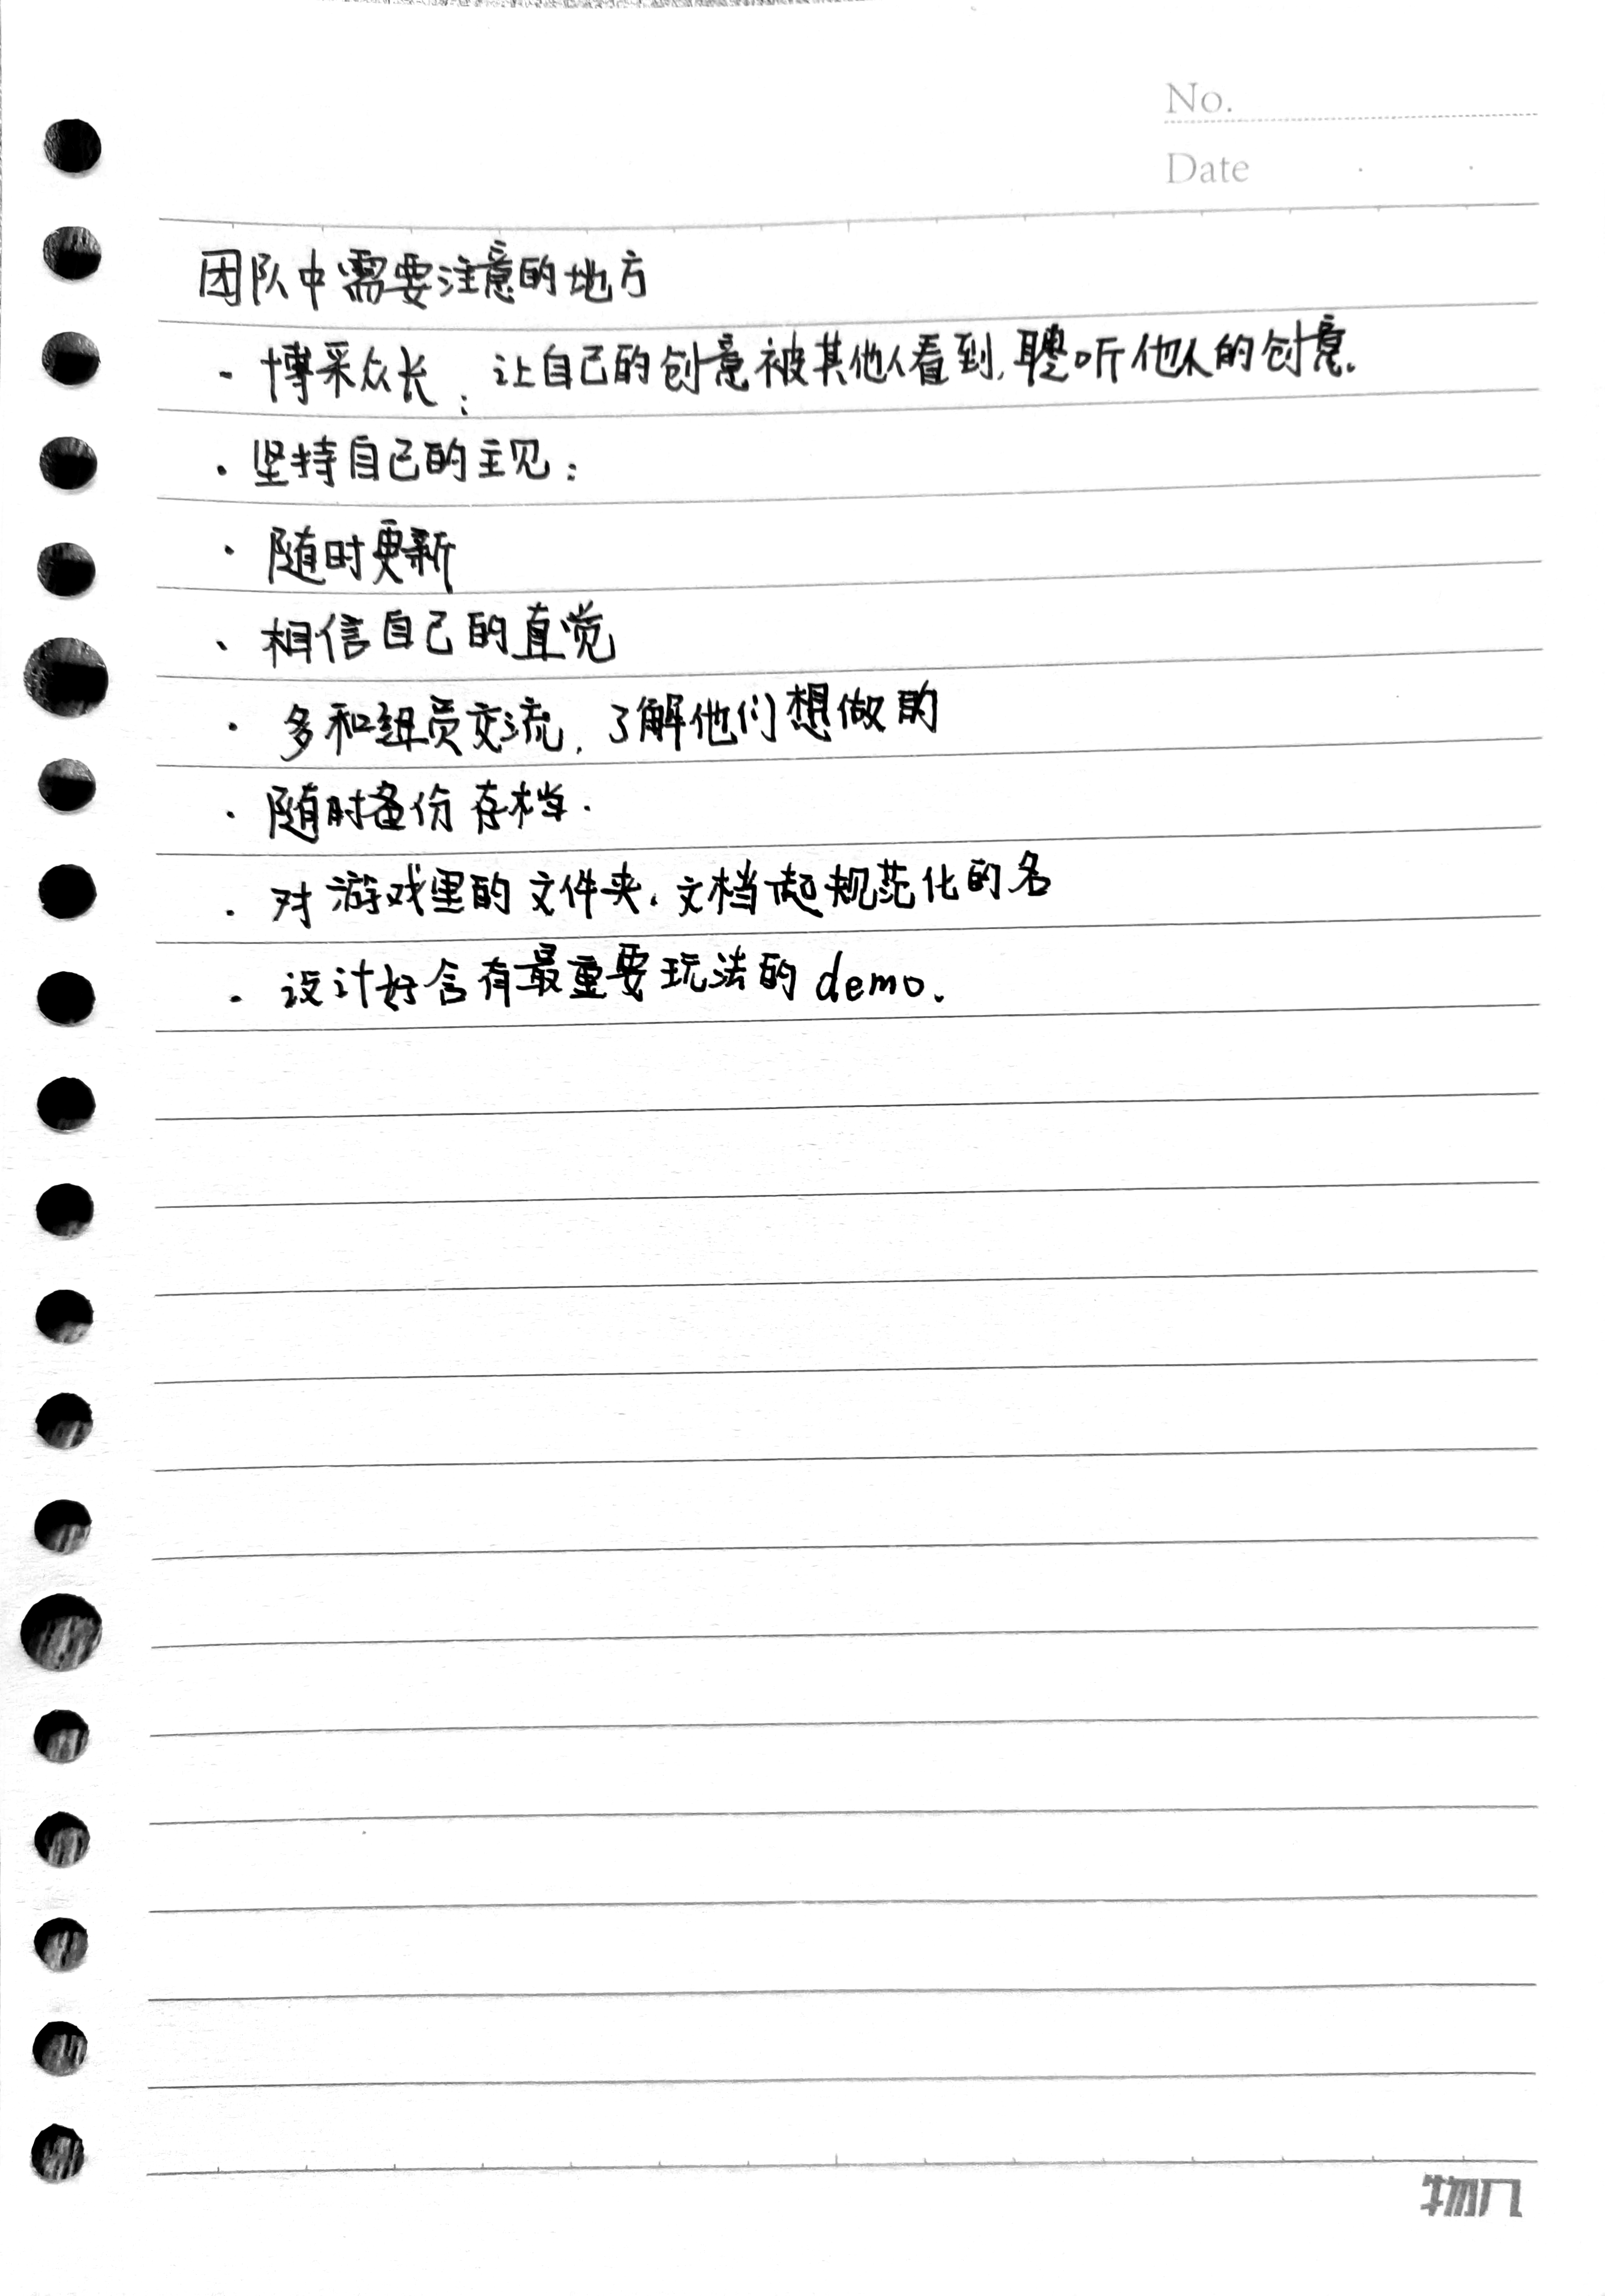 No.
Date
团队中需要注意的地方
- 博采众长：让自己的创意被其他人看到，聆听他人的创意.
· 坚持自己的主见：
· 随时更新
、相信自己的直觉
· 多和组员交流，了解他们想做的
· 随时备份存档.
· 对游戏里的文件夹、文档起规范化的名
· 设计好含有最重要玩法的demo.
物几